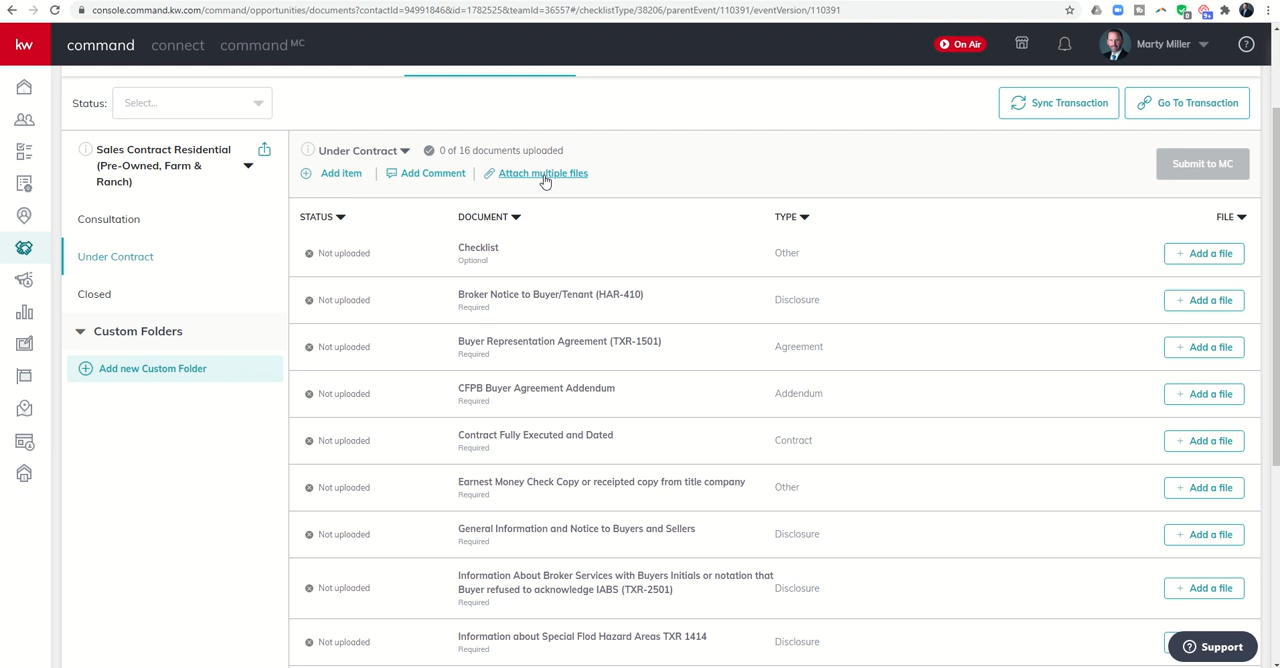 console.command.kw.com/command/opportunities/documents?contactId=94991846&id=1782525&teamId=36557#/checklistType/38206/parentEvent/110391/eventVersion/110391
kw
command
connect
command MC
On Air
Marty Miller
Status:
Select...
Sync Transaction
Go To Transaction
Sales Contract Residential
(Pre-Owned, Farm &
Ranch)
Consultation
Under Contract
Closed
Custom Folders
Add new Custom Folder
Under Contract
0 of 16 documents uploaded
Add item
Add Comment
Attach multiple files
Submit to MC
STATUS DOCUMENT TYPE FILE
Not uploaded Checklist Other + Add a file
Optional
Not uploaded Broker Notice to Buyer/Tenant (HAR-410) Disclosure + Add a file
Required
Not uploaded Buyer Representation Agreement (TXR-1501) Agreement + Add a file
Required
Not uploaded CFPB Buyer Agreement Addendum Addendum + Add a file
Required
Not uploaded Contract Fully Executed and Dated Contract + Add a file
Required
Not uploaded Earnest Money Check Copy or receipted copy from title company Other + Add a file
Required
Not uploaded General Information and Notice to Buyers and Sellers Disclosure + Add a file
Required
Information About Broker Services with Buyers Initials or notation that
Not uploaded Buyer refused to acknowledge IABS (TXR-2501) Disclosure + Add a file
Required
Not uploaded Information about Special Flod Hazard Areas TXR 1414 Disclosure
Required
Support